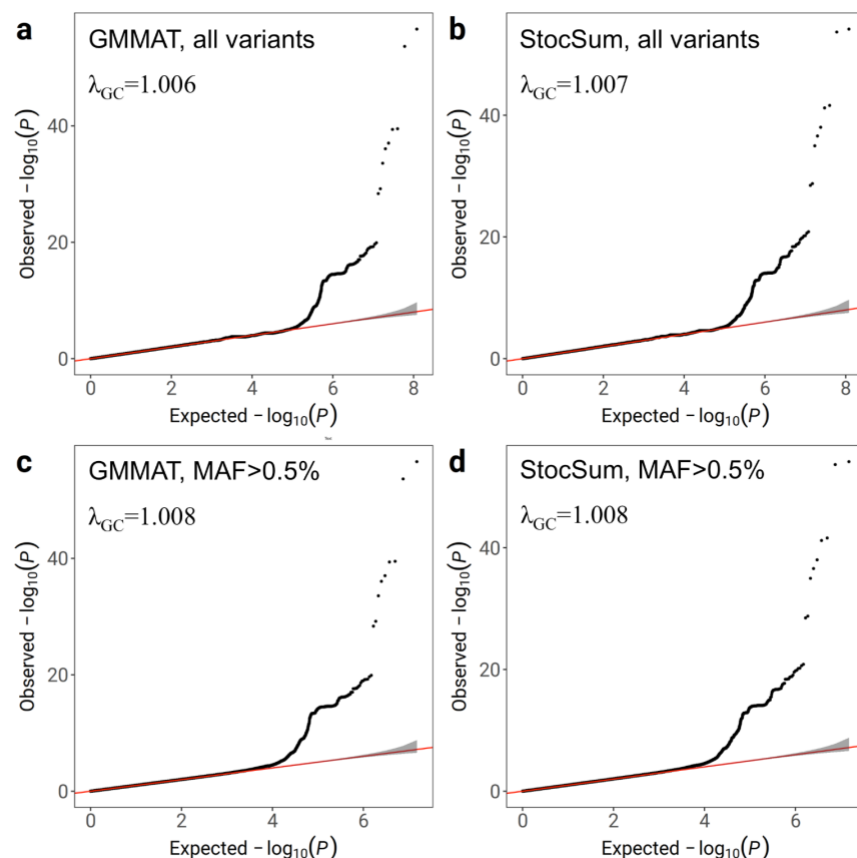 a
GMMAT, all variants
λGC=1.006
Observed −log10(P)
40
20
0
0 2 4 6 8
Expected −log10(P)
b
StocSum, all variants
λGC=1.007
Observed −log10(P)
40
20
0
0 2 4 6 8
Expected −log10(P)
c
GMMAT, MAF>0.5%
λGC=1.008
Observed −log10(P)
40
20
0
0 2 4 6
Expected −log10(P)
d
StocSum, MAF>0.5%
λGC=1.008
Observed −log10(P)
40
20
0
0 2 4 6
Expected −log10(P)